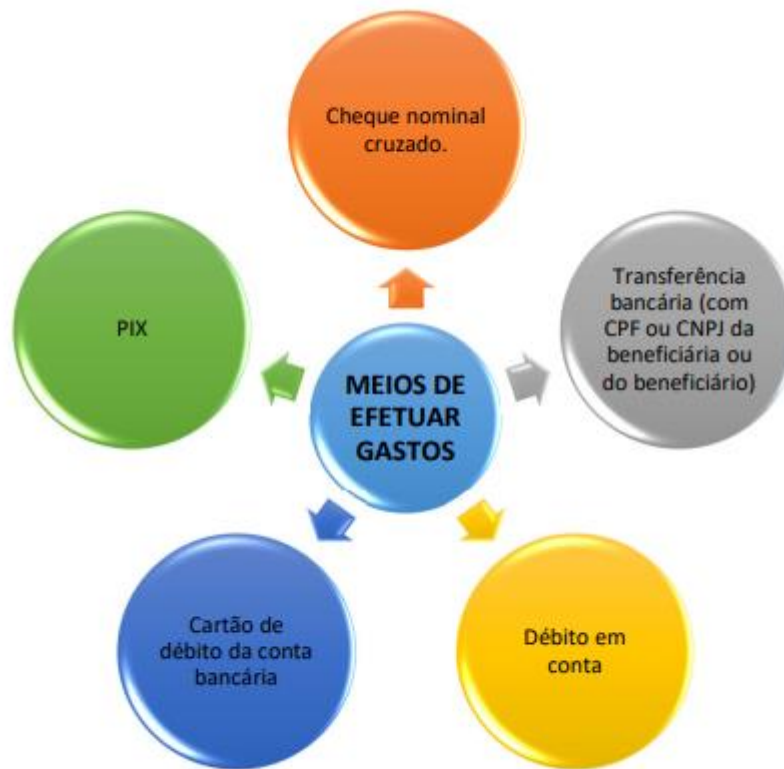 Cheque nominal
cruzado.
Transferência
bancária (com
CPF ou CNPJ da
beneficiária ou
do beneficiário)
PIX
MEIOS DE
EFETUAR
GASTOS
Cartão de
débito da conta
bancária
Débito em
conta